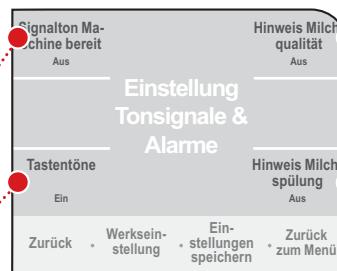 Signalton Ma-
schine bereit
Aus
Hinweis Milch
qualität
Aus
Einstellung
Tonsignale &
Alarme
Tastentöne
Ein
Hinweis Milch
spülung
Aus
Zurück
Werksein-
stellung
Ein-
stellungen
speichern
Zurück
zum Menü